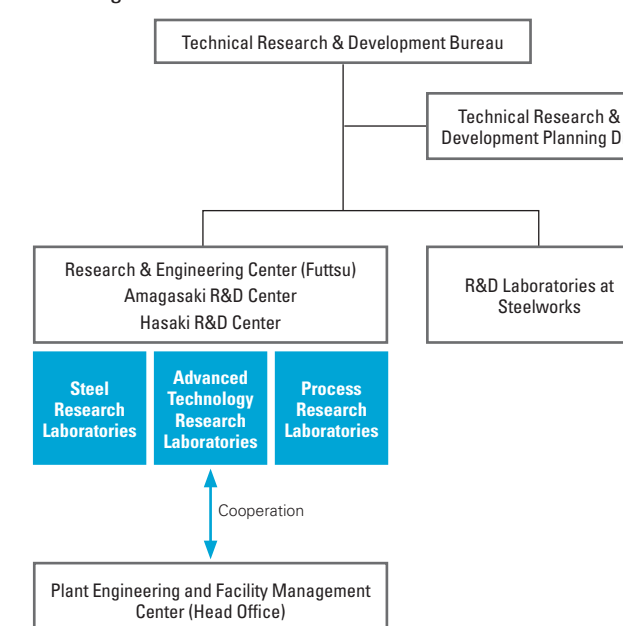 Technical Research & Development Bureau
Technical Research &
Development Planning
Research & Engineering Center (Futtsu)
Amagasaki R&D Center
Hasaki R&D Center
R&D Laboratories at
Steelworks
Steel
Research
Laboratories
Advanced
Technology
Research
Laboratories
Process
Research
Laboratories
Cooperation
Plant Engineering and Facility Management
Center (Head Office)